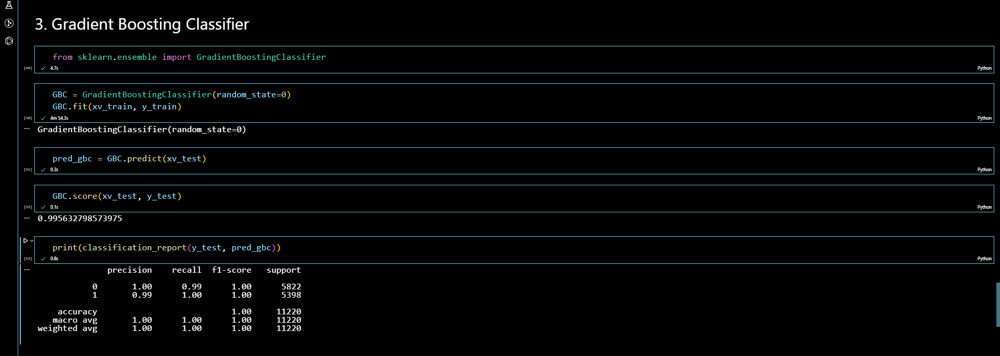 3. Gradient Boosting Classifier
from sklearn.ensemble import GradientBoostingClassifier
[49] 4.7s Python
GBC = GradientBoostingClassifier(random_state=0)
GBC.fit(xv_train, y_train)
[50] 4m 54.3s Python
... GradientBoostingClassifier(random_state=0)
pred_gbc = GBC.predict(xv_test)
[51] 0.3s Python
GBC.score(xv_test, y_test)
[52] 0.1s Python
... 0.995632798573975
print(classification_report(y_test, pred_gbc))
[53] 0.8s Python
... precision recall f1-score support
0 1.00 0.99 1.00 5822
1 0.99 1.00 1.00 5398
accuracy 1.00 11220
macro avg 1.00 1.00 1.00 11220
weighted avg 1.00 1.00 1.00 11220